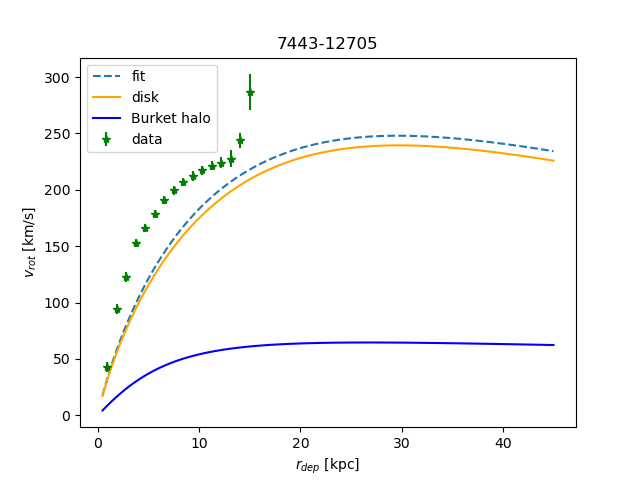 7443-12705
fit
disk
Burket halo
data
300
250
200
150
100
50
0
v_rot [km/s]
0 10 20 30 40
r_dep [kpc]